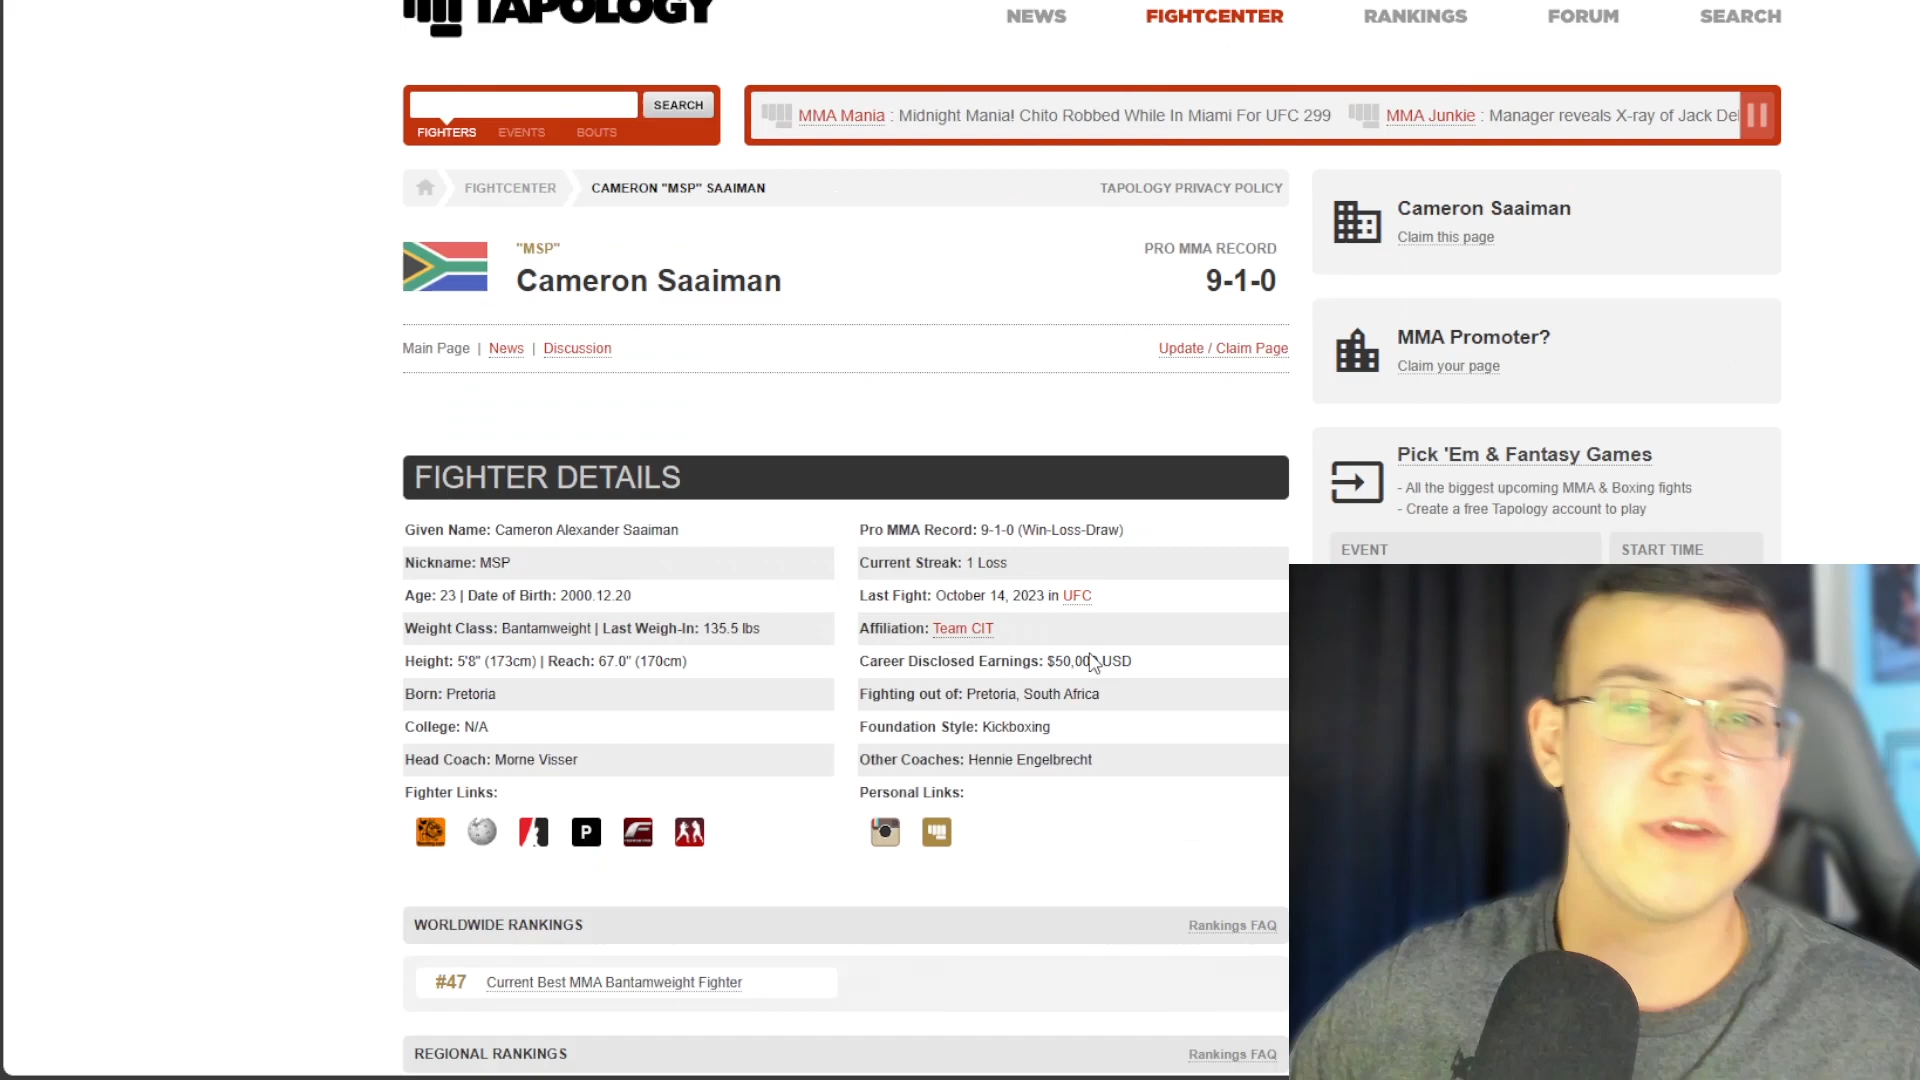 TAPOLOGY
NEWS
FIGHTCENTER
RANKINGS
FORUM
SEARCH
SEARCH
FIGHTERS
EVENTS
BOUTS
MMA Mania : Midnight Mania! Chito Robbed While In Miami For UFC 299
MMA Junkie : Manager reveals X-ray of Jack Del
FIGHTCENTER
CAMERON "MSP" SAAIMAN
TAPOLOGY PRIVACY POLICY
"MSP"
Cameron Saaiman
PRO MMA RECORD
9-1-0
Main Page | News | Discussion
Update / Claim Page
Cameron Saaiman
Claim this page
MMA Promoter?
Claim your page
Pick 'Em & Fantasy Games
- All the biggest upcoming MMA & Boxing fights
- Create a free Tapology account to play
EVENT
START TIME
FIGHTER DETAILS
Given Name: Cameron Alexander Saaiman
Pro MMA Record: 9-1-0 (Win-Loss-Draw)
Nickname: MSP
Current Streak: 1 Loss
Age: 23 | Date of Birth: 2000.12.20
Last Fight: October 14, 2023 in UFC
Weight Class: Bantamweight | Last Weigh-In: 135.5 lbs
Affiliation: Team CIT
Height: 5'8" (173cm) | Reach: 67.0" (170cm)
Career Disclosed Earnings: USD
Born: Pretoria
Fighting out of: Pretoria, South Africa
College: N/A
Foundation Style: Kickboxing
Head Coach: Morne Visser
Other Coaches: Hennie Engelbrecht
Fighter Links:
Personal Links:
P
WORLDWIDE RANKINGS
Rankings FAQ
#47
Current Best MMA Bantamweight Fighter
REGIONAL RANKINGS
Rankings FAQ